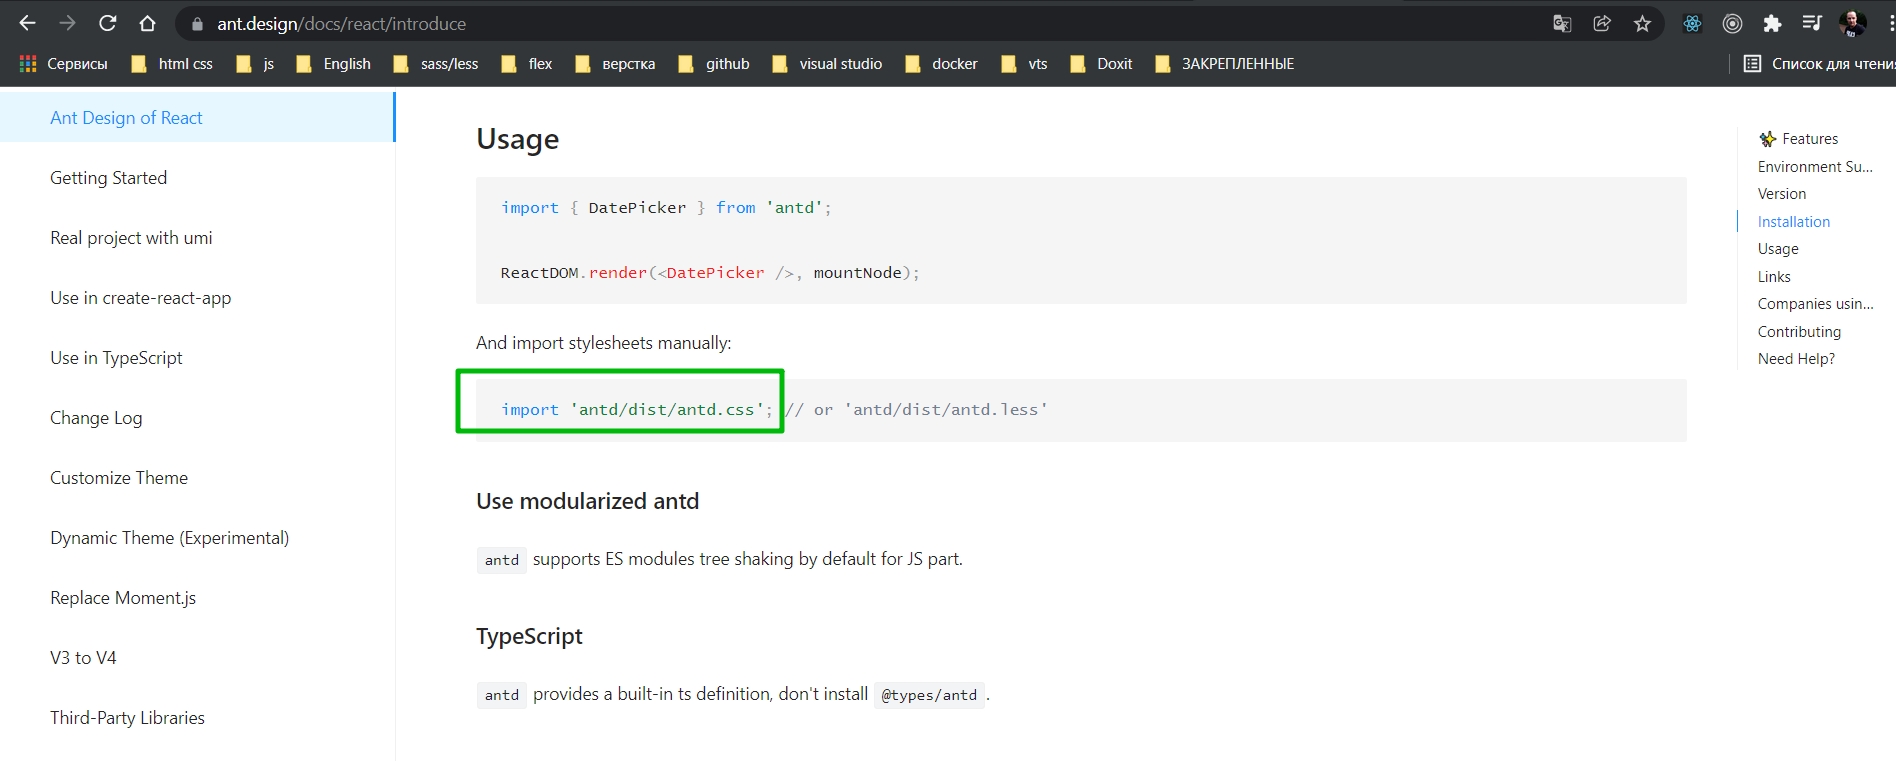 ant.design/docs/react/introduce
Сервисы html css js English sass/less flex верстка github visual studio docker vts Doxit ЗАКРЕПЛЕННЫЕ Список для чтени
Ant Design of React
Getting Started
Real project with umi
Use in create-react-app
Use in TypeScript
Change Log
Customize Theme
Dynamic Theme (Experimental)
Replace Moment.js
V3 to V4
Third-Party Libraries
Usage
import { DatePicker } from 'antd';
ReactDOM.render(<DatePicker />, mountNode);
And import stylesheets manually:
import 'antd/dist/antd.css'; // or 'antd/dist/antd.less'
Use modularized antd
antd supports ES modules tree shaking by default for JS part.
TypeScript
antd provides a built-in ts definition, don't install @types/antd.
✨ Features
Environment Su...
Version
Installation
Usage
Links
Companies usin...
Contributing
Need Help?